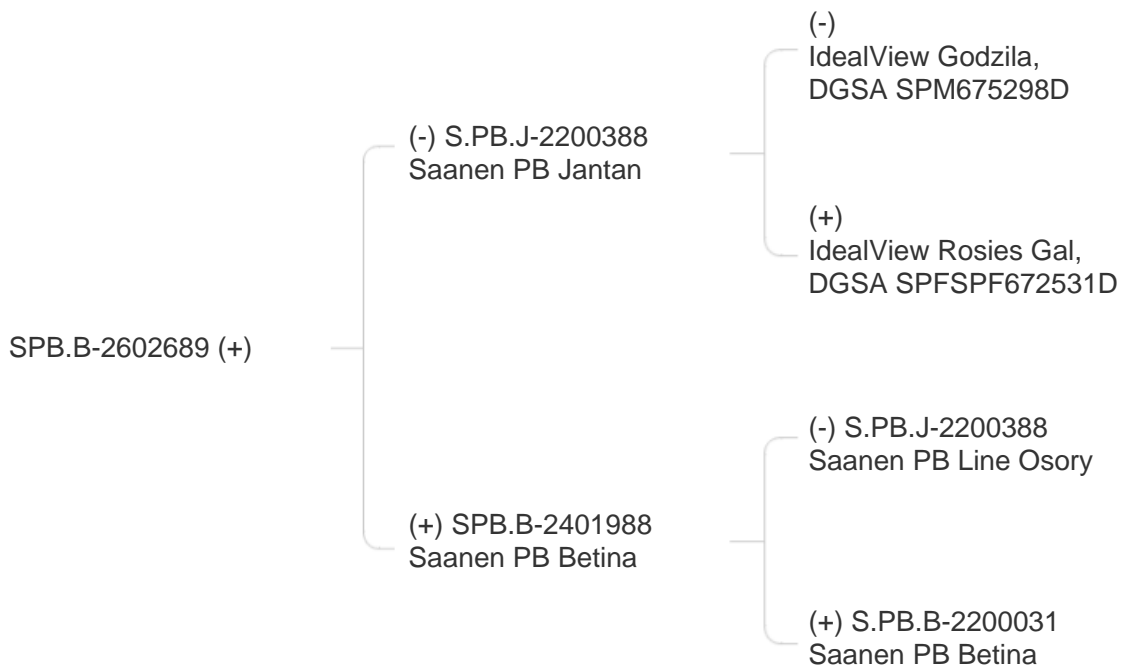 (-)
IdealView Godzila,
DGSA SPM675298D
(-) S.PB.J-2200388
Saanen PB Jantan
(+)
IdealView Rosies Gal,
DGSA SPFSPF672531D
SPB.B-2602689 (+)
(-) S.PB.J-2200388
Saanen PB Line Osory
(+) SPB.B-2401988
Saanen PB Betina
(+) S.PB.B-2200031
Saanen PB Betina